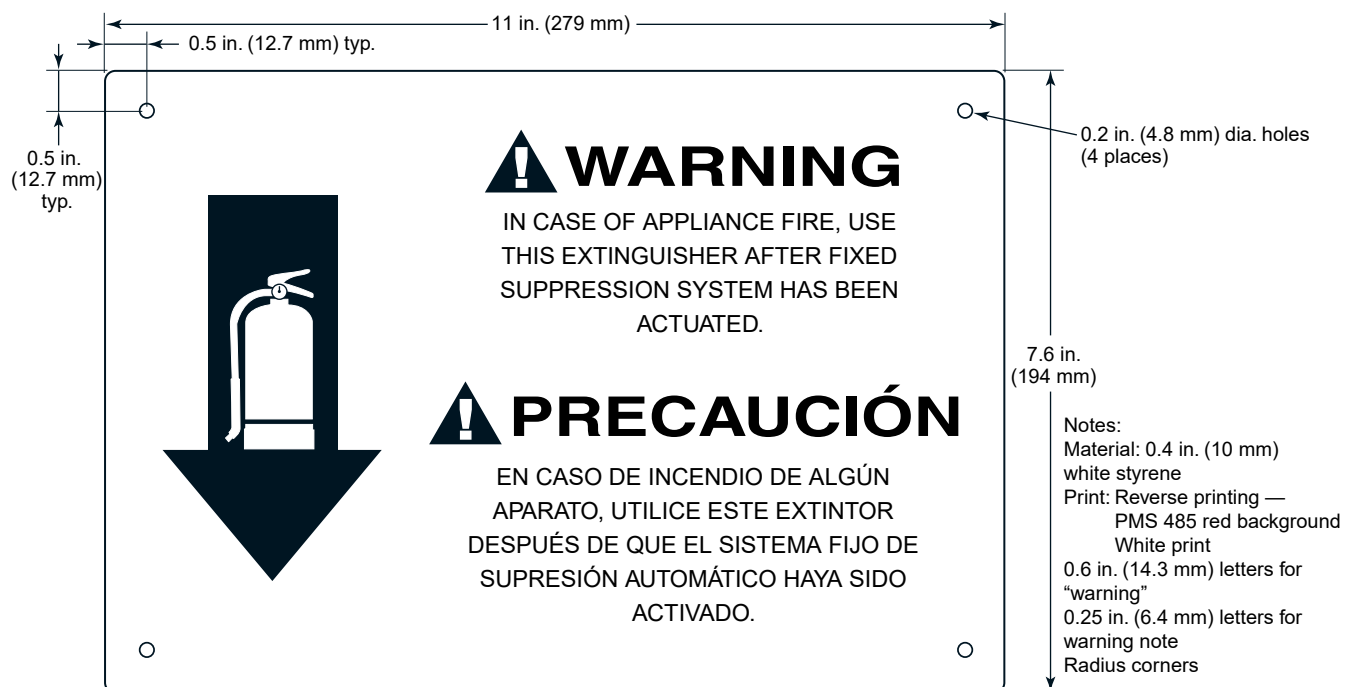 11 in. (279 mm)
0.5 in. (12.7 mm) typ.
0.5 in.
(12.7 mm)
typ.
0.2 in. (4.8 mm) dia. holes
(4 places)
WARNING
IN CASE OF APPLIANCE FIRE, USE
THIS EXTINGUISHER AFTER FIXED
SUPPRESSION SYSTEM HAS BEEN
ACTUATED.
PRECAUCIÓN
EN CASO DE INCENDIO DE ALGÚN
APARATO, UTILICE ESTE EXTINTOR
DESPUÉS DE QUE EL SISTEMA FIJO DE
SUPRESIÓN AUTOMÁTICO HAYA SIDO
ACTIVADO.
7.6 in.
(194 mm)
Notes:
Material: 0.4 in. (10 mm)
white styrene
Print: Reverse printing —
PMS 485 red background
White print
0.6 in. (14.3 mm) letters for
“warning”
0.25 in. (6.4 mm) letters for
warning note
Radius corners